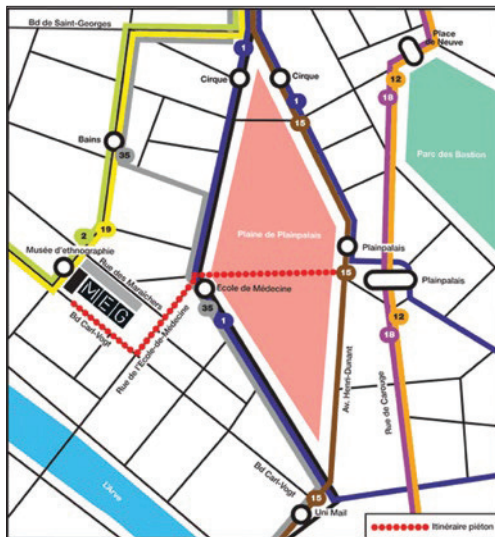 Bd de Saint-Georges
1
Place
de Neuve
Cirque
Cirque
12
18
1
15
Bains
35
Parc des Bastion
2
19
Plaine de Plainpalais
Musée d'ethnographie
Plainpalais
Rue des Maraîchers
MEG
15
Plainpalais
Ecole de Médecine
Bd Carl-Vogt
Rue de l'Ecole-de-Médecine
35
1
12
18
Av. Henri-Dunant
Rue de Carouge
L'Arve
Bd Carl-Vogt
15
Uni Mail
Itinéraire piéton